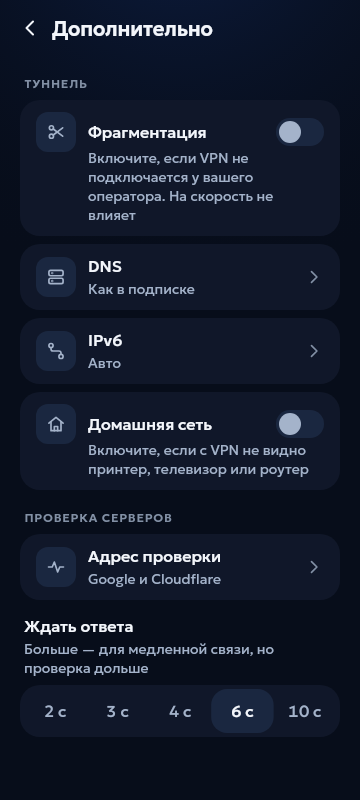 Дополнительно
ТУННЕЛЬ
Фрагментация
Включите, если VPN не
подключается у вашего
оператора. На скорость не
влияет
DNS
Как в подписке
IPv6
Авто
Домашняя сеть
Включите, если с VPN не видно
принтер, телевизор или роутер
ПРОВЕРКА СЕРВЕРОВ
Адрес проверки
Google и Cloudflare
Ждать ответа
Больше — для медленной связи, но
проверка дольше
2 с 3 с 4 с 6 с 10 с